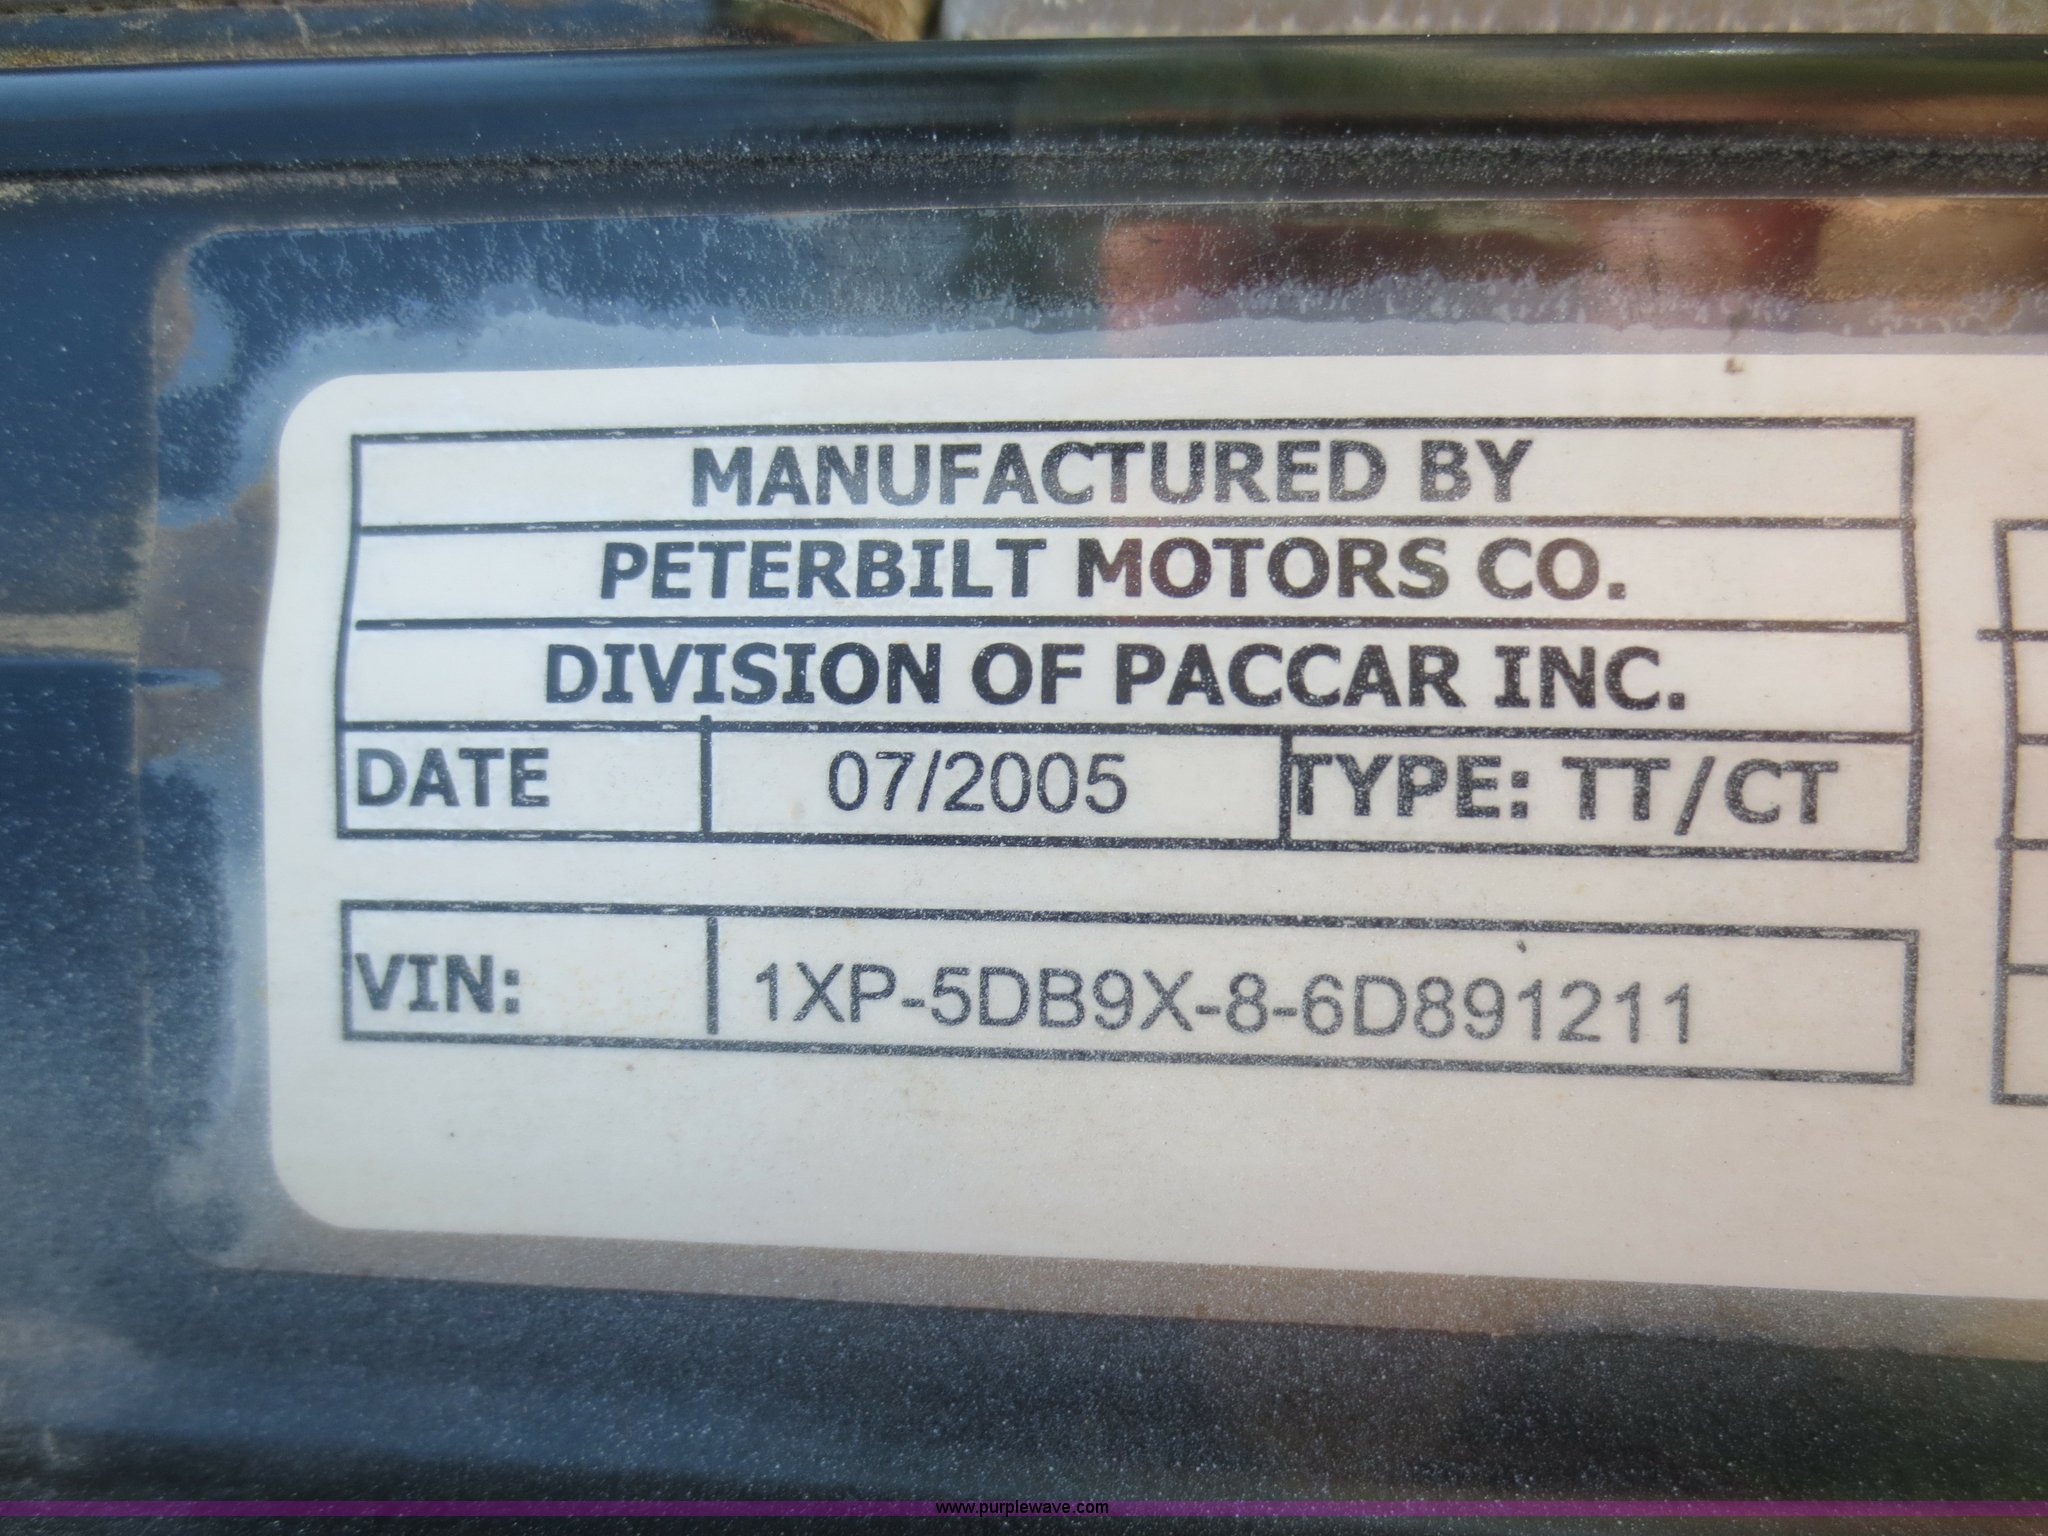 MANUFACTURED BY
PETERBILT MOTORS CO.
DIVISION OF PACCAR INC.
DATE 07/2005 TYPE: TT/CT
VIN: 1XP-5DB9X-8-6D891211
www.purplewave.com